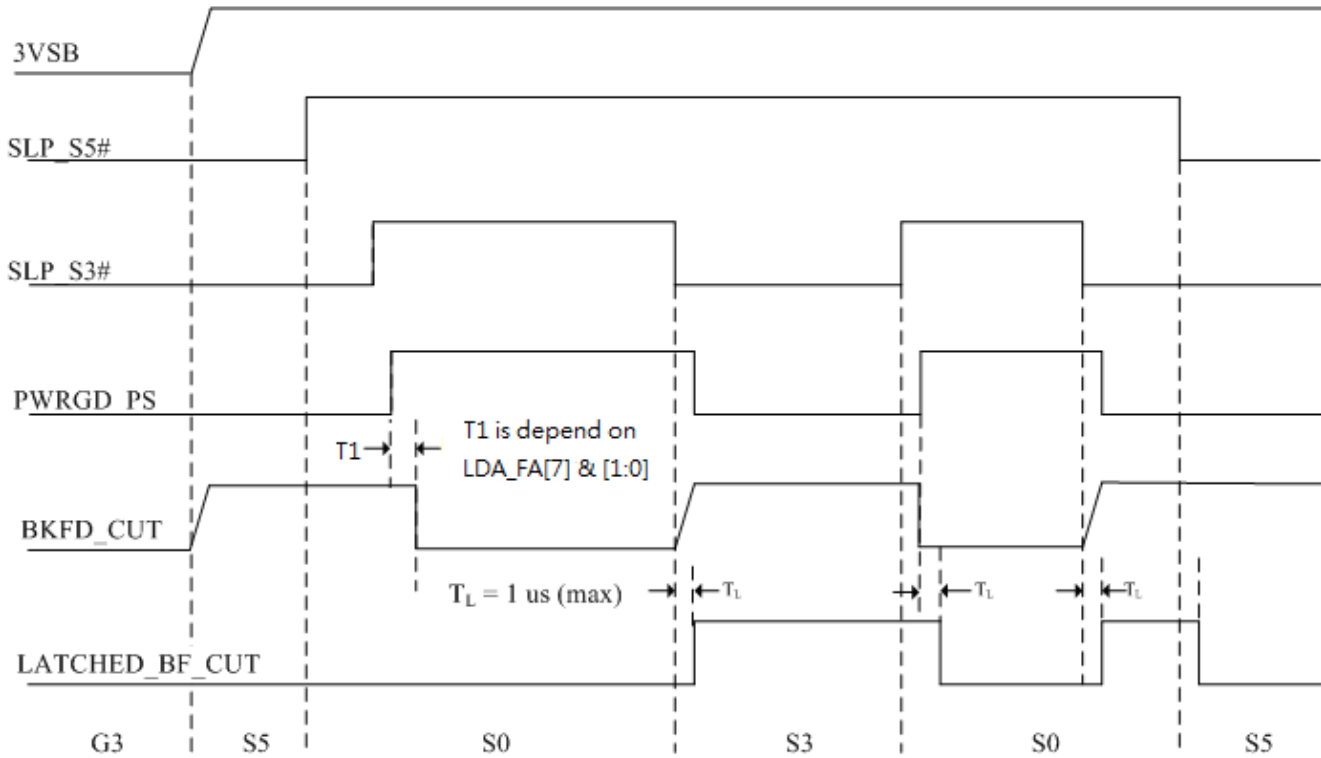 3VSB
SLP_S5#
SLP_S3#
PWRGD_PS
T1
T1 is depend on
LDA_FA[7] & [1:0]
BKFD_CUT
TL = 1 us (max)
TL
TL
TL
LATCHED_BF_CUT
G3
S5
S0
S3
S0
S5